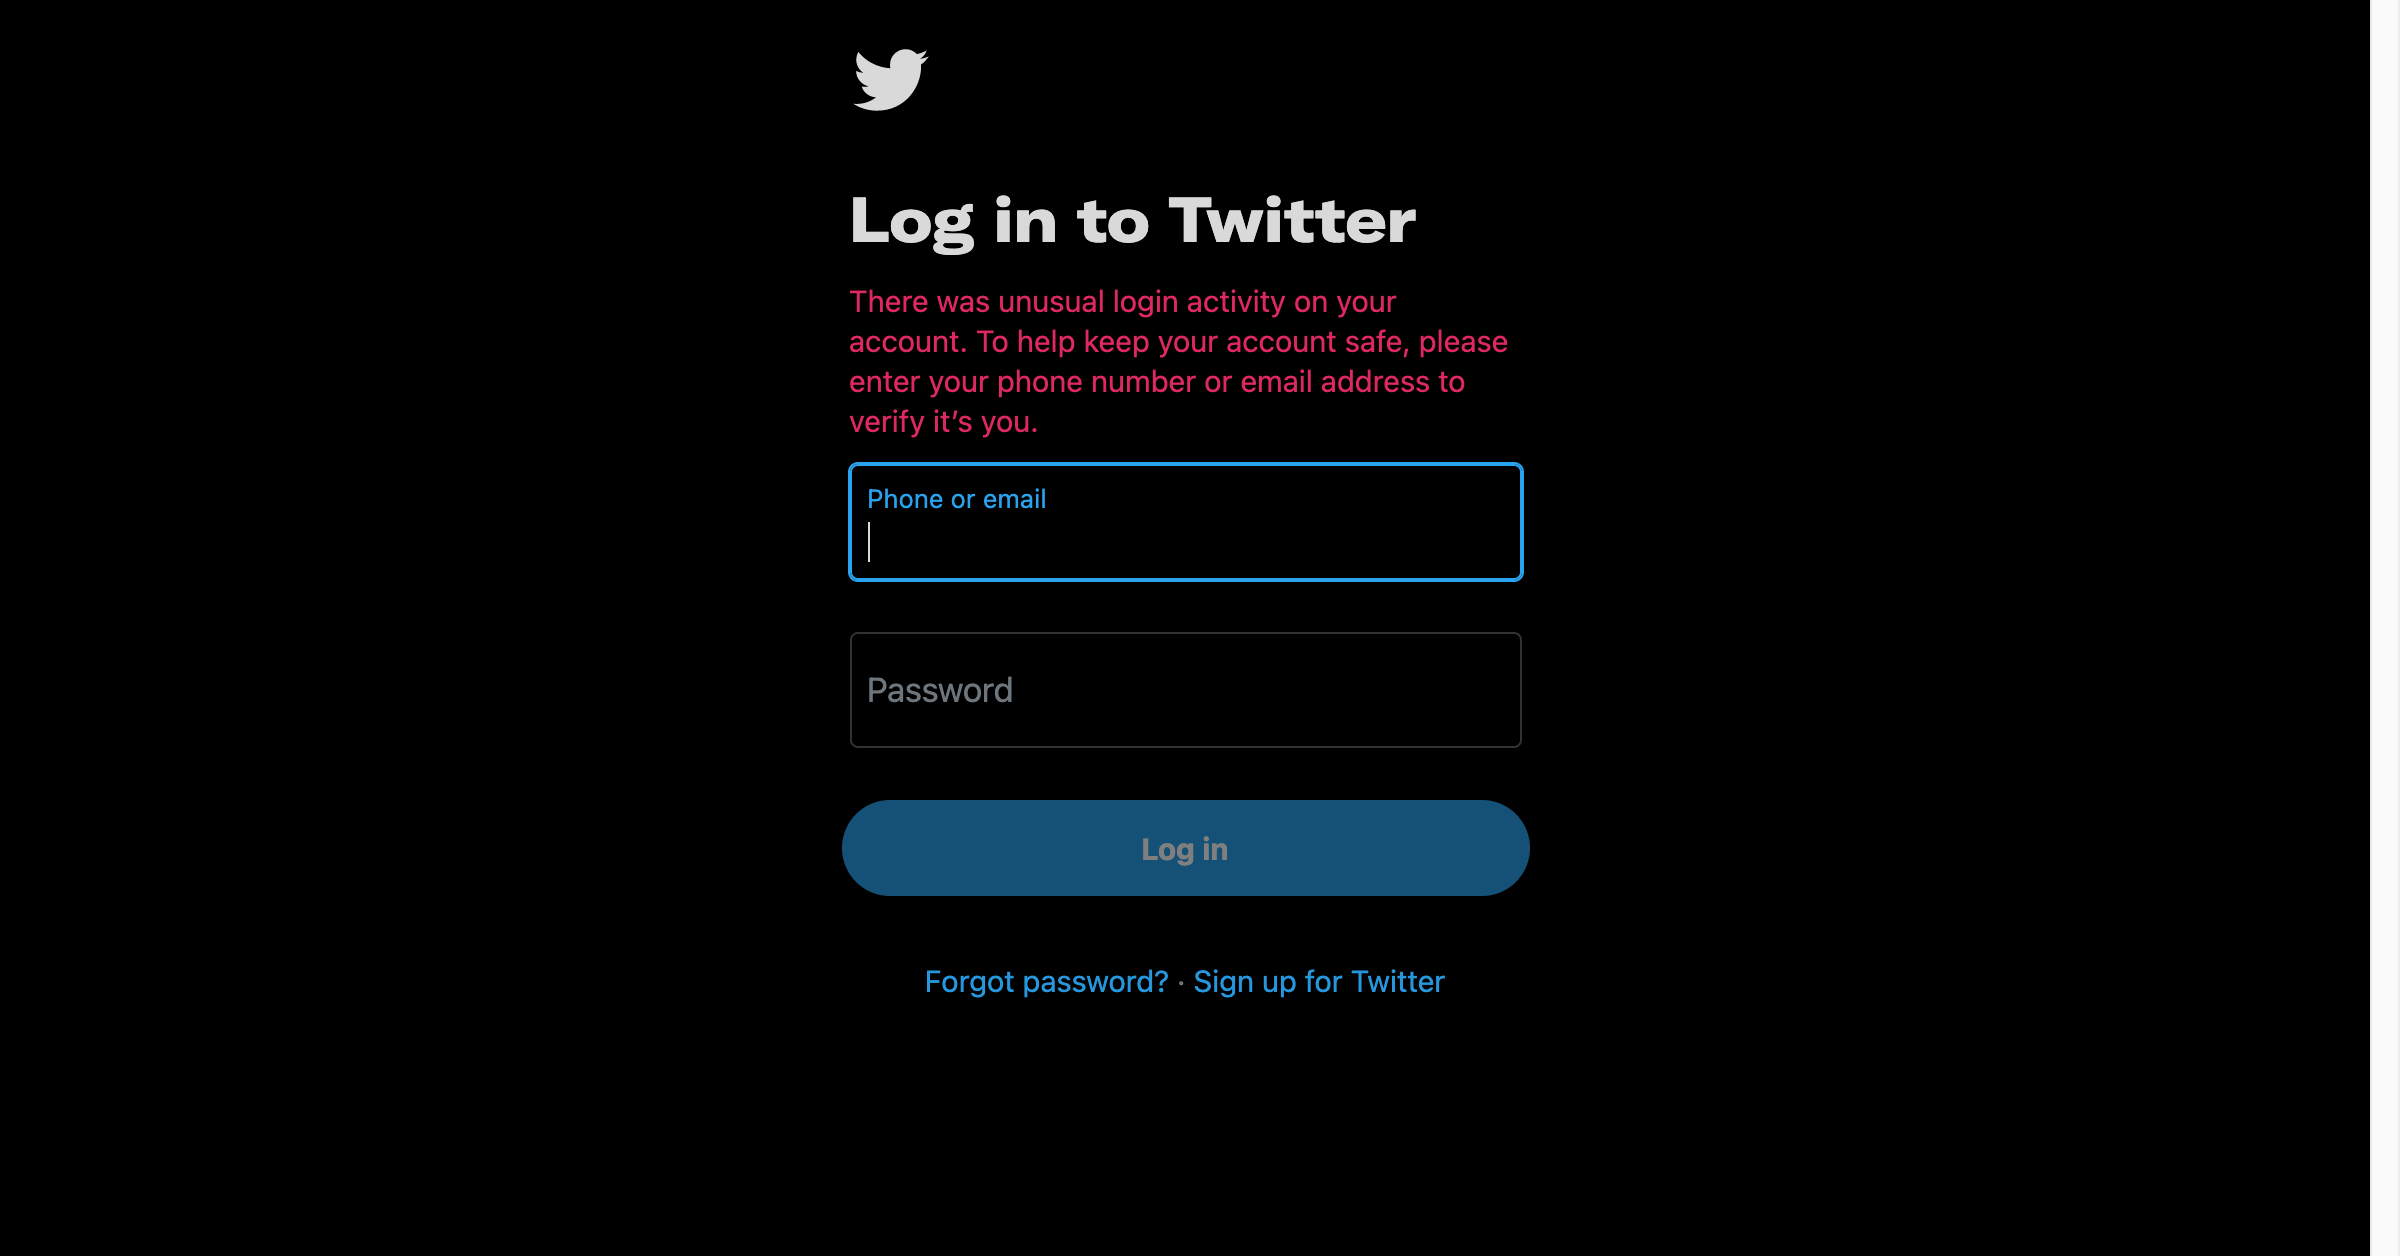 Log in to Twitter
There was unusual login activity on your
account. To help keep your account safe, please
enter your phone number or email address to
verify it’s you.
Phone or email
Password
Log in
Forgot password? · Sign up for Twitter